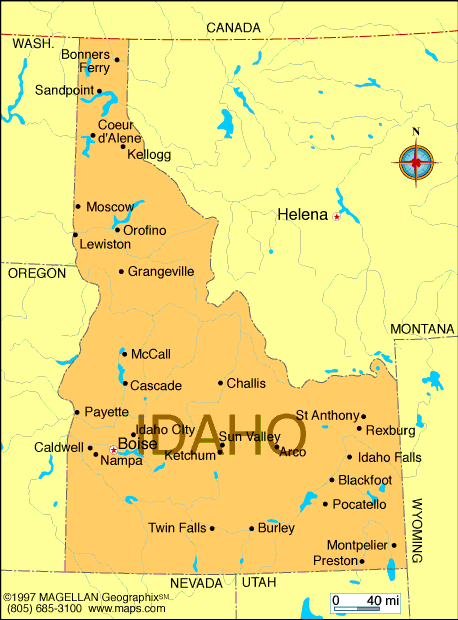 CANADA
WASH.
Bonners
Ferry
Sandpoint
Coeur
d'Alene
Kellogg
N
Moscow
Helena
Orofino
Lewiston
OREGON
Grangeville
MONTANA
McCall
Cascade
Challis
Payette
St Anthony
IDAHO
Idaho City
Rexburg
Boise
Sun Valley
Caldwell
Nampa
Ketchum
Arco
Idaho Falls
Blackfoot
Pocatello
WYOMING
Twin Falls
Burley
Montpelier
Preston
NEVADA
UTAH
©1997 MAGELLAN Geographix℠
(805) 685-3100 www.maps.com
0 40 mi